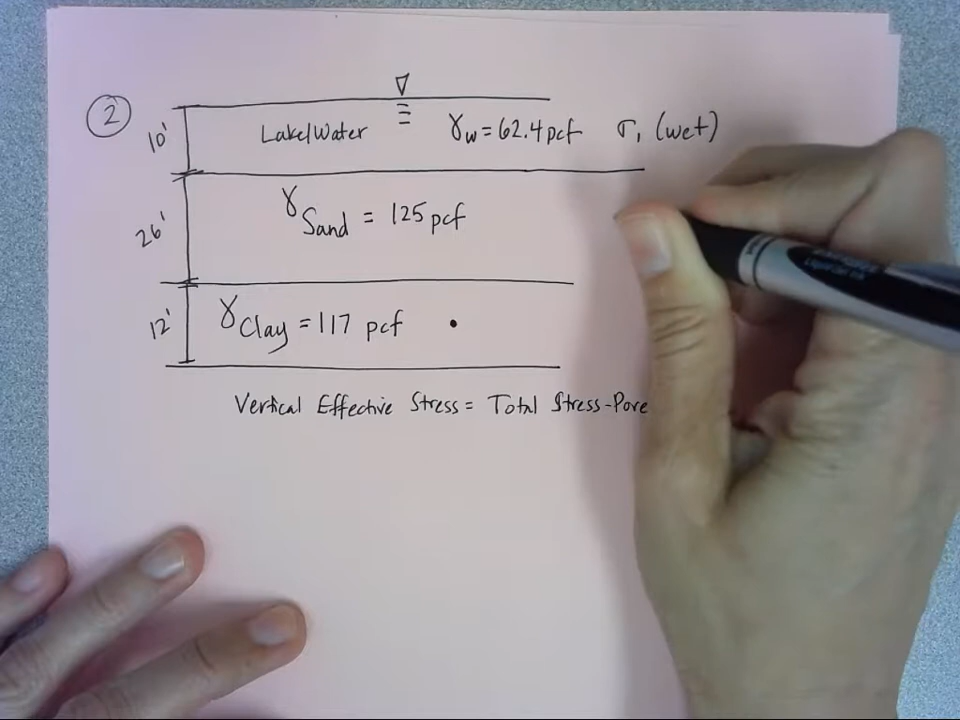 ②
10'
Lake/Water γw = 62.4 pcf σ1 (wet)
26'
γSand = 125 pcf
12'
γClay = 117 pcf
Vertical Effective Stress = Total Stress - Pore